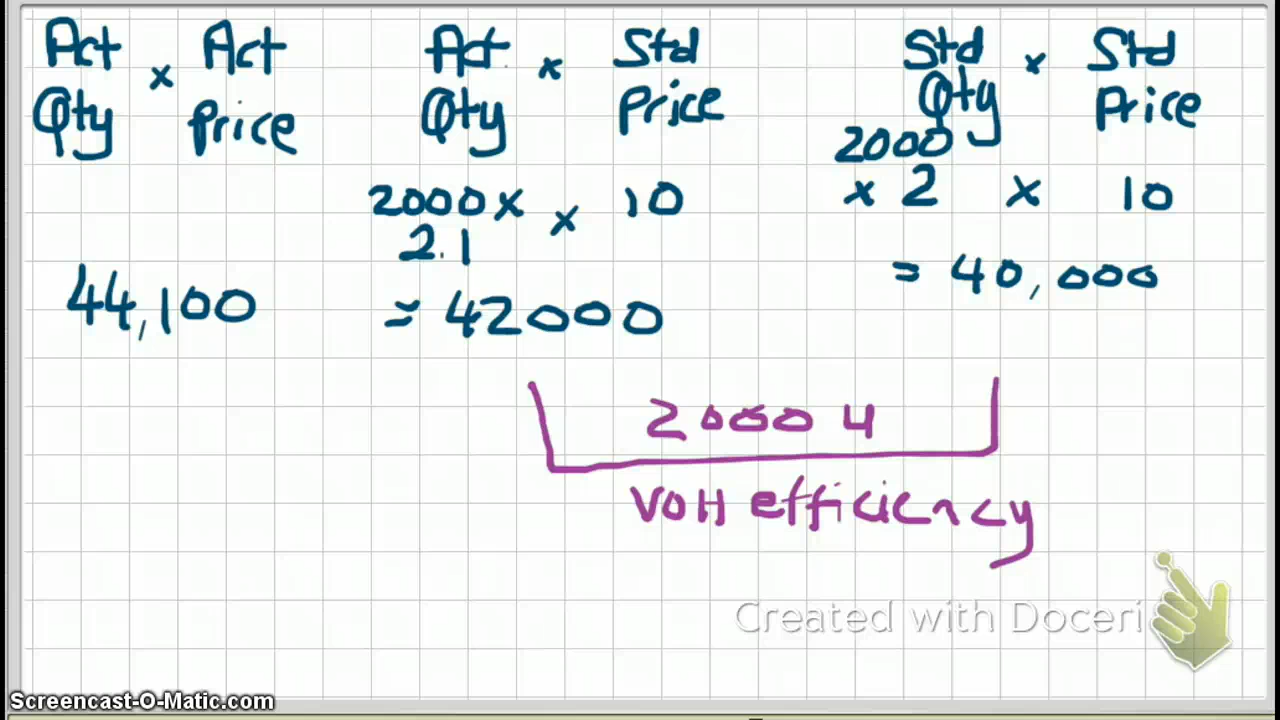 Act Qty × Act Price
Act Qty × Std Price
Std Qty × Std Price
2000 x 2.1 × 10
= 42000
2000 × 2 × 10
= 40,000
44,100
2000 U
VOH efficiency
Created with Doceri
Screencast-O-Matic.com